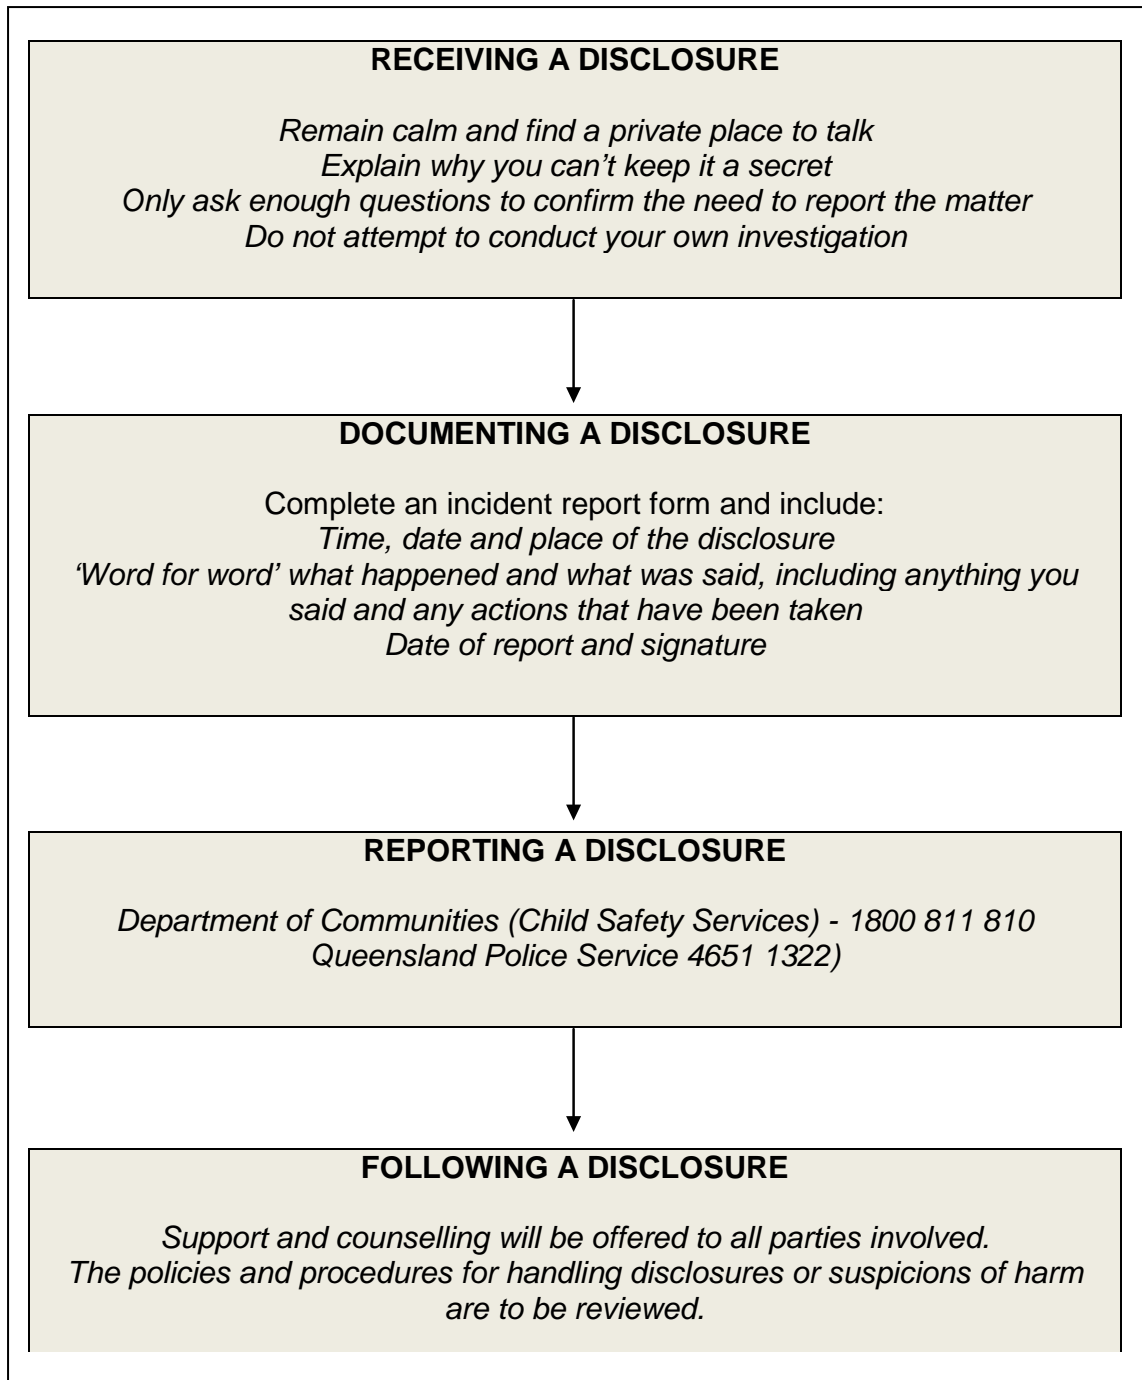 RECEIVING A DISCLOSURE
Remain calm and find a private place to talk
Explain why you can’t keep it a secret
Only ask enough questions to confirm the need to report the matter
Do not attempt to conduct your own investigation
DOCUMENTING A DISCLOSURE
Complete an incident report form and include:
Time, date and place of the disclosure
‘Word for word’ what happened and what was said, including anything you
said and any actions that have been taken
Date of report and signature
REPORTING A DISCLOSURE
Department of Communities (Child Safety Services) - 1800 811 810
Queensland Police Service 4651 1322)
FOLLOWING A DISCLOSURE
Support and counselling will be offered to all parties involved.
The policies and procedures for handling disclosures or suspicions of harm
are to be reviewed.